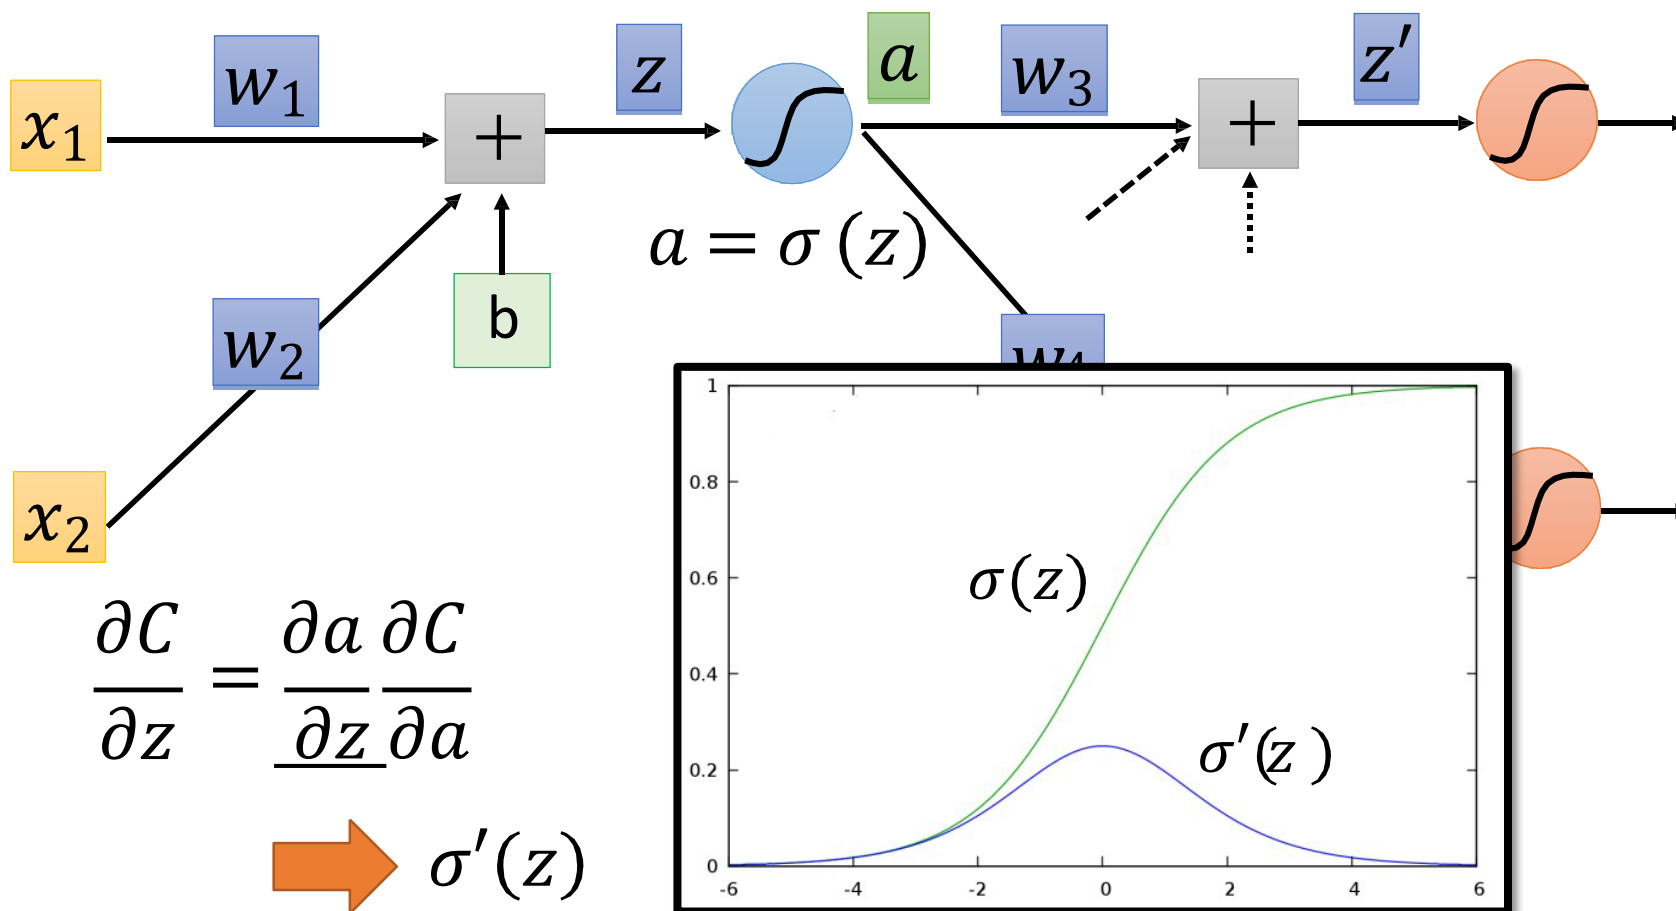 x₁
w₁
+
z
a
w₃
+
z′
a = σ (z)
w₂
b
w₄
x₂
∂C/∂z = ∂a/∂z ∂C/∂a
σ′(z)
1
0.8
0.6
0.4
0.2
0
σ(z)
σ′(z )
-6 -4 -2 0 2 4 6